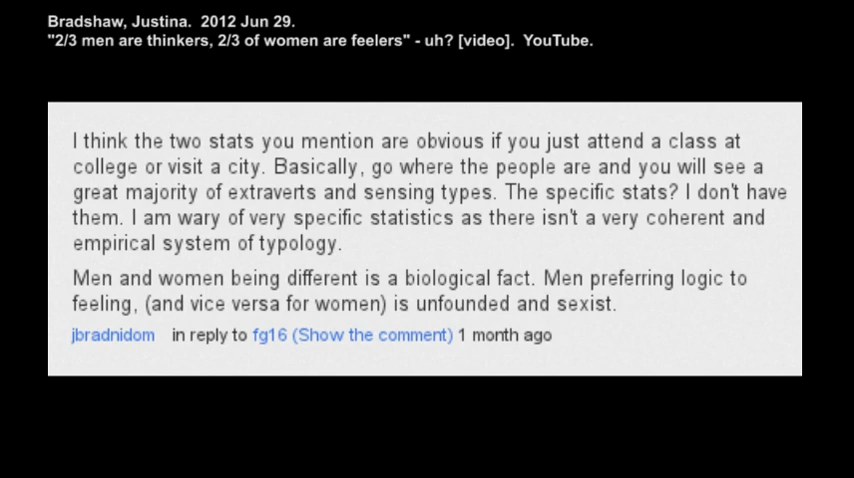 Bradshaw, Justina.  2012 Jun 29.
"2/3 men are thinkers, 2/3 of women are feelers" - uh? [video].  YouTube.
I think the two stats you mention are obvious if you just attend a class at
college or visit a city. Basically, go where the people are and you will see a
great majority of extraverts and sensing types. The specific stats? I don't have
them. I am wary of very specific statistics as there isn't a very coherent and
empirical system of typology.
Men and women being different is a biological fact. Men preferring logic to
feeling, (and vice versa for women) is unfounded and sexist.
jbradnidom   in reply to fg16 (Show the comment) 1 month ago